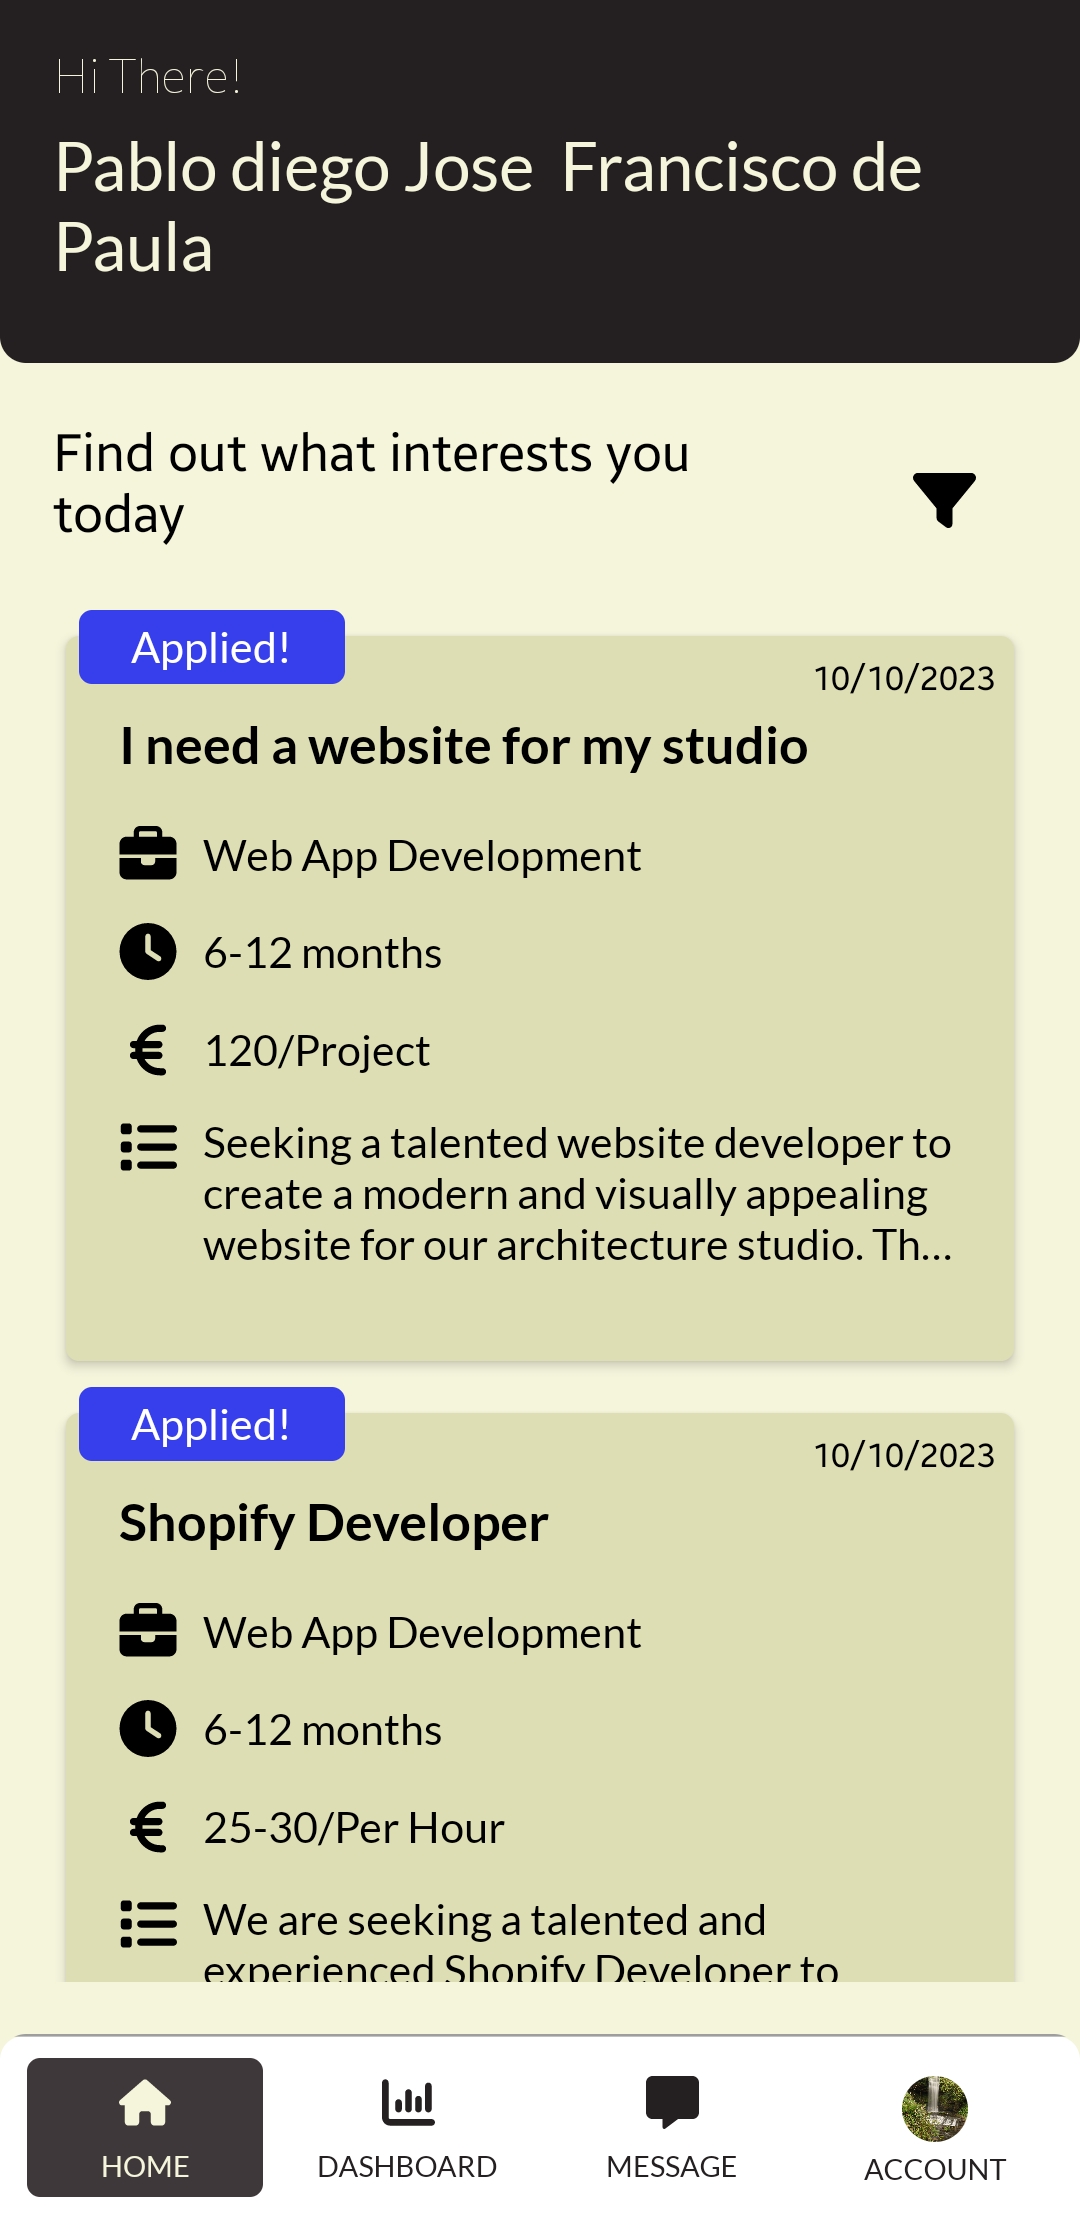 Hi There!
Pablo diego Jose  Francisco de
Paula
Find out what interests you
today
Applied!
10/10/2023
I need a website for my studio
Web App Development
6-12 months
€ 120/Project
Seeking a talented website developer to
create a modern and visually appealing
website for our architecture studio. Th...
Applied!
10/10/2023
Shopify Developer
Web App Development
6-12 months
€ 25-30/Per Hour
We are seeking a talented and
experienced Shopify Developer to
HOME
DASHBOARD
MESSAGE
ACCOUNT